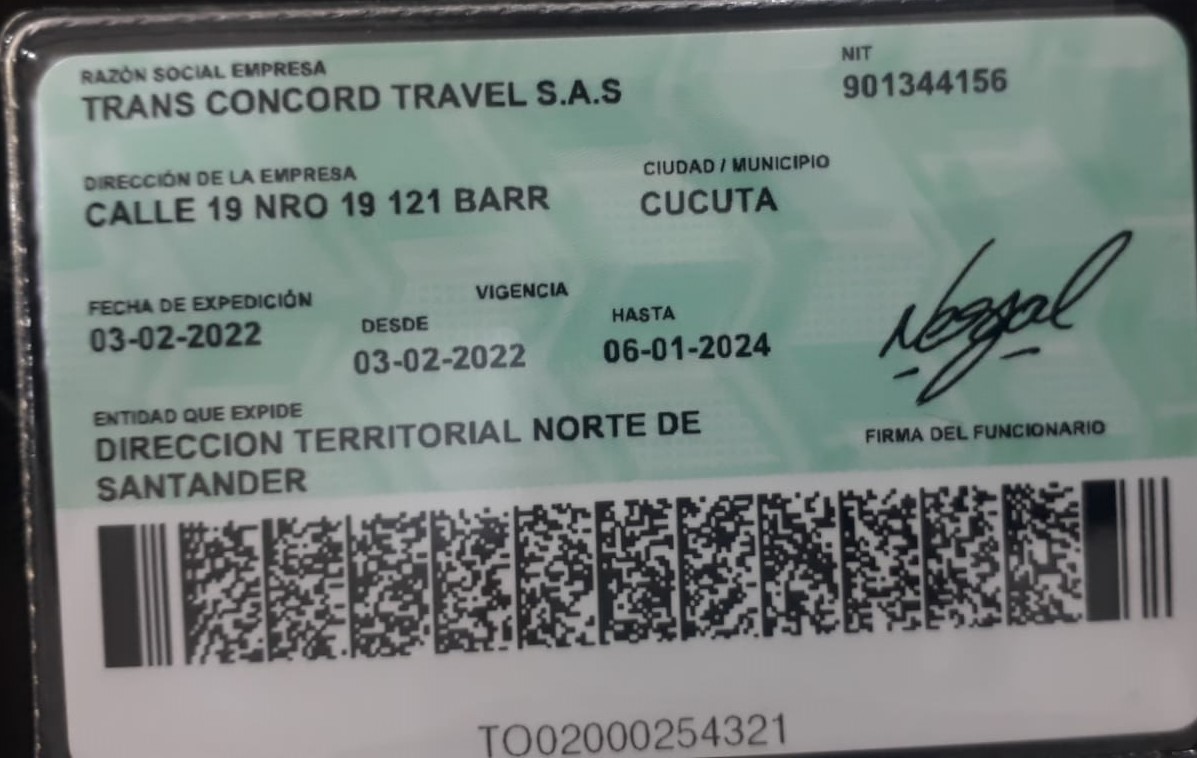 RAZÓN SOCIAL EMPRESA
TRANS CONCORD TRAVEL S.A.S
NIT
901344156
DIRECCIÓN DE LA EMPRESA
CALLE 19 NRO 19 121 BARR
CIUDAD / MUNICIPIO
CUCUTA
FECHA DE EXPEDICIÓN
03-02-2022
VIGENCIA
DESDE
03-02-2022
HASTA
06-01-2024
ENTIDAD QUE EXPIDE
DIRECCION TERRITORIAL NORTE DE
SANTANDER
FIRMA DEL FUNCIONARIO
TO02000254321